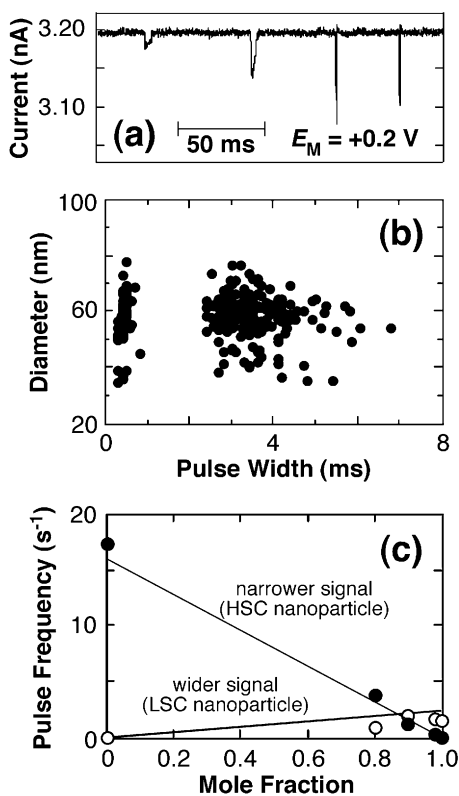 3.20
3.10
Current (nA)
(a)
50 ms
E_M = +0.2 V
100
60
20
Diameter (nm)
(b)
0
4
8
Pulse Width (ms)
20
10
0
Pulse Frequency (s⁻¹)
(c)
narrower signal
(HSC nanoparticle)
wider signal
(LSC nanoparticle)
0
0.2
0.4
0.6
0.8
1.0
Mole Fraction